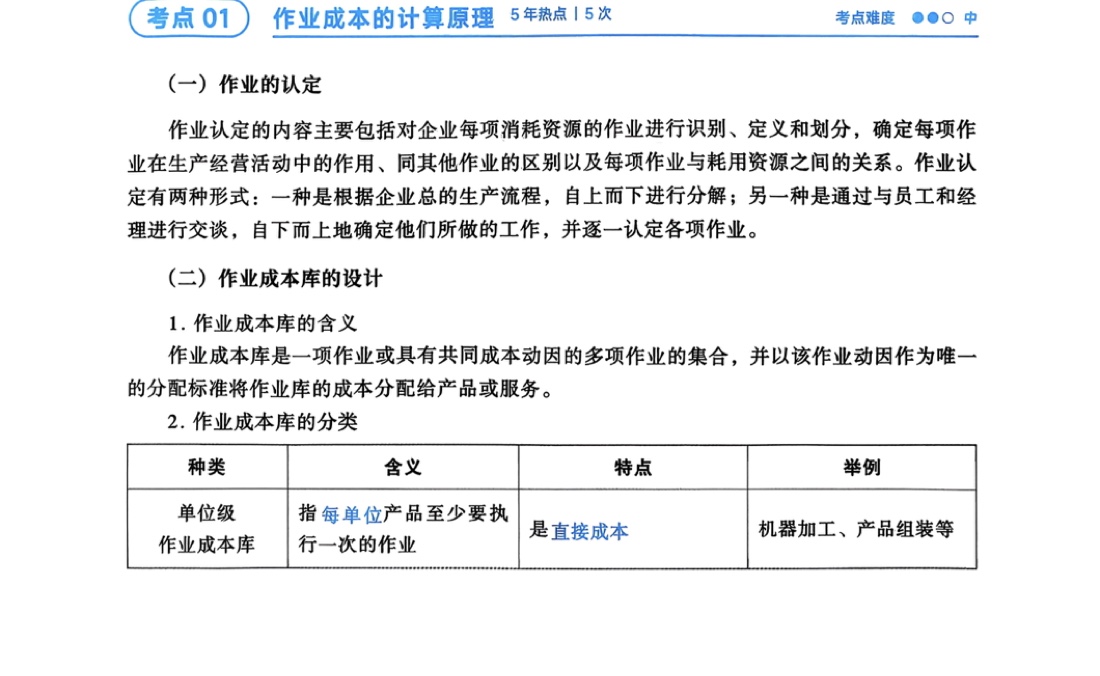 考点 01 作业成本的计算原理 5年热点 | 5次 考点难度 中
（一）作业的认定
作业认定的内容主要包括对企业每项消耗资源的作业进行识别、定义和划分，确定每项作
业在生产经营活动中的作用、同其他作业的区别以及每项作业与耗用资源之间的关系。作业认
定有两种形式：一种是根据企业总的生产流程，自上而下进行分解；另一种是通过与员工和经
理进行交谈，自下而上地确定他们所做的工作，并逐一认定各项作业。
（二）作业成本库的设计
1. 作业成本库的含义
作业成本库是一项作业或具有共同成本动因的多项作业的集合，并以该作业动因作为唯一
的分配标准将作业库的成本分配给产品或服务。
2. 作业成本库的分类
种类 含义 特点 举例
单位级
作业成本库
指每单位产品至少要执
行一次的作业
是直接成本
机器加工、产品组装等